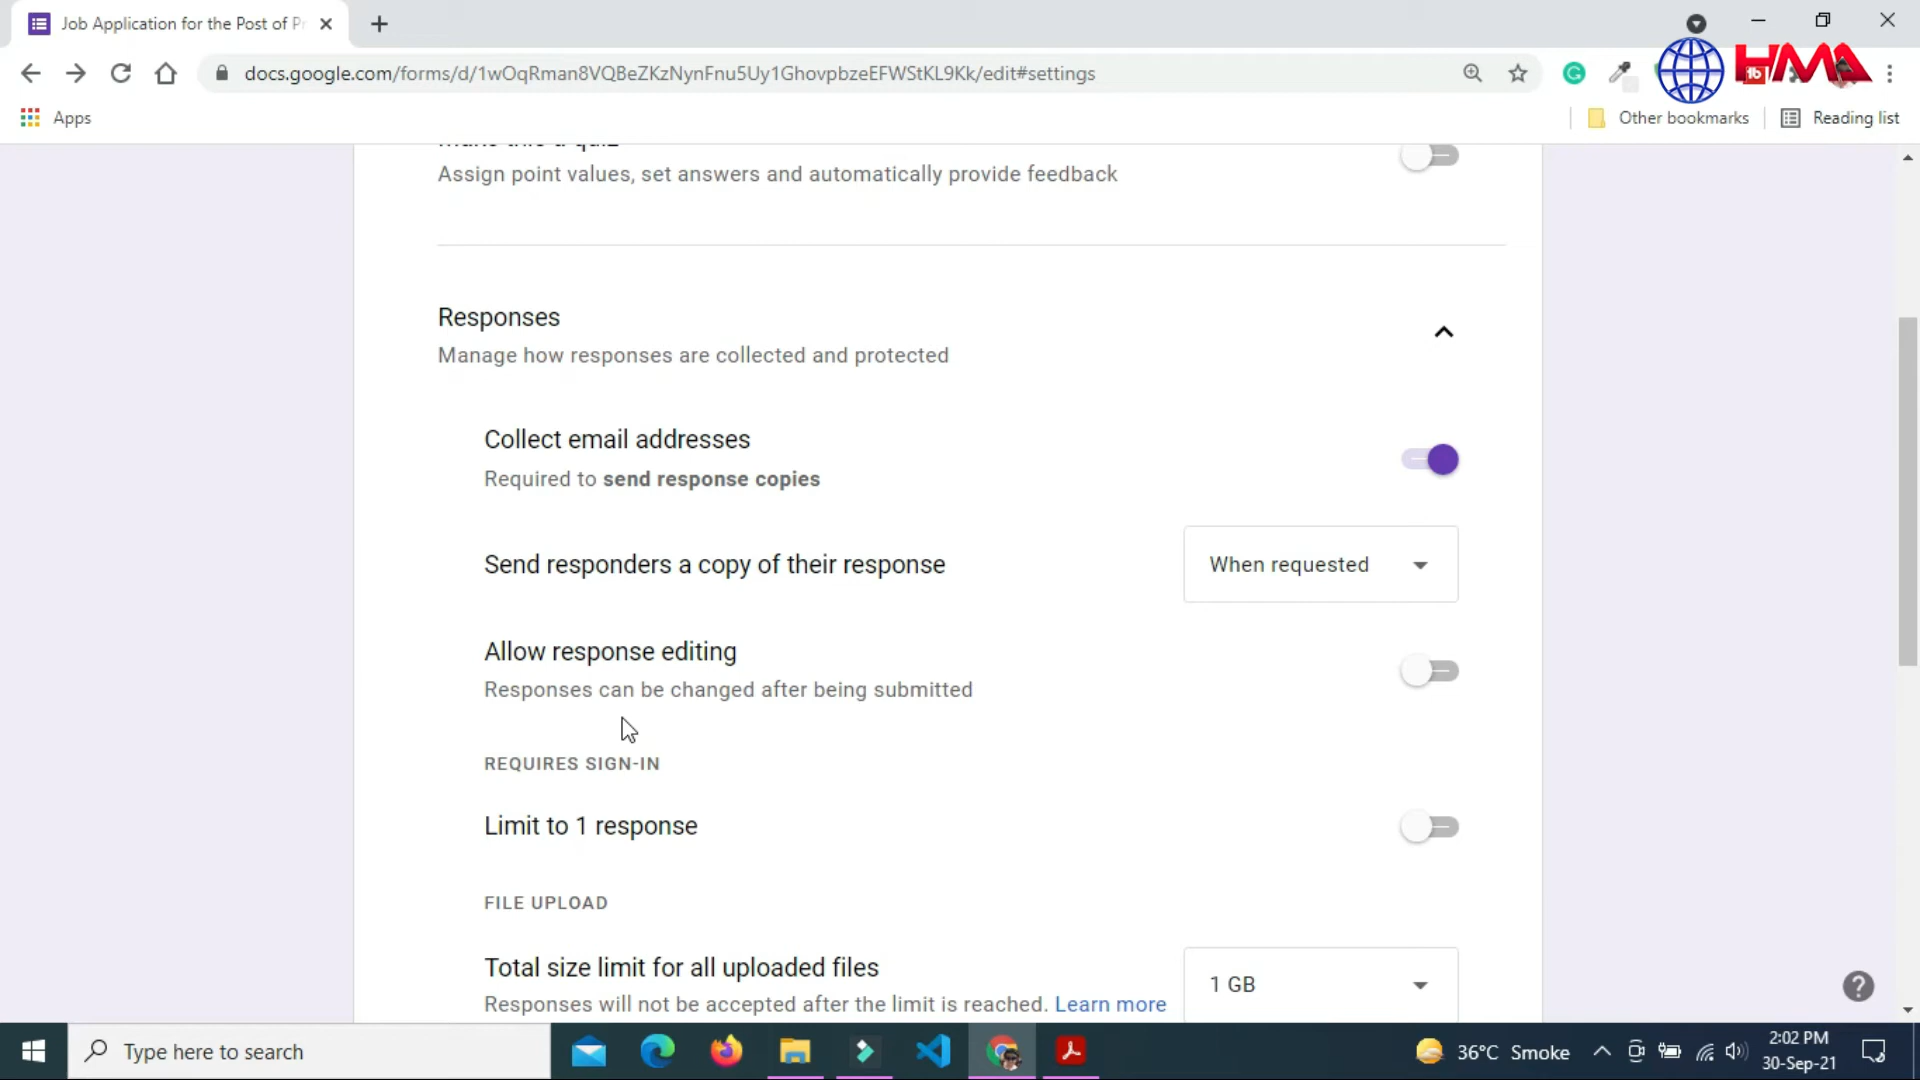 Job Application for the Post of Pr
docs.google.com/forms/d/1wOqRman8VQBeZKzNynFnu5Uy1GhovpbzeEFWStKL9Kk/edit#settings
HMA
Apps
Other bookmarks
Reading list
Make this a quiz
Assign point values, set answers and automatically provide feedback
Responses
Manage how responses are collected and protected
Collect email addresses
Required to send response copies
Send responders a copy of their response
When requested
Allow response editing
Responses can be changed after being submitted
REQUIRES SIGN-IN
Limit to 1 response
FILE UPLOAD
Total size limit for all uploaded files
1 GB
Responses will not be accepted after the limit is reached. Learn more
Type here to search
36°C Smoke
2:02 PM
30-Sep-21